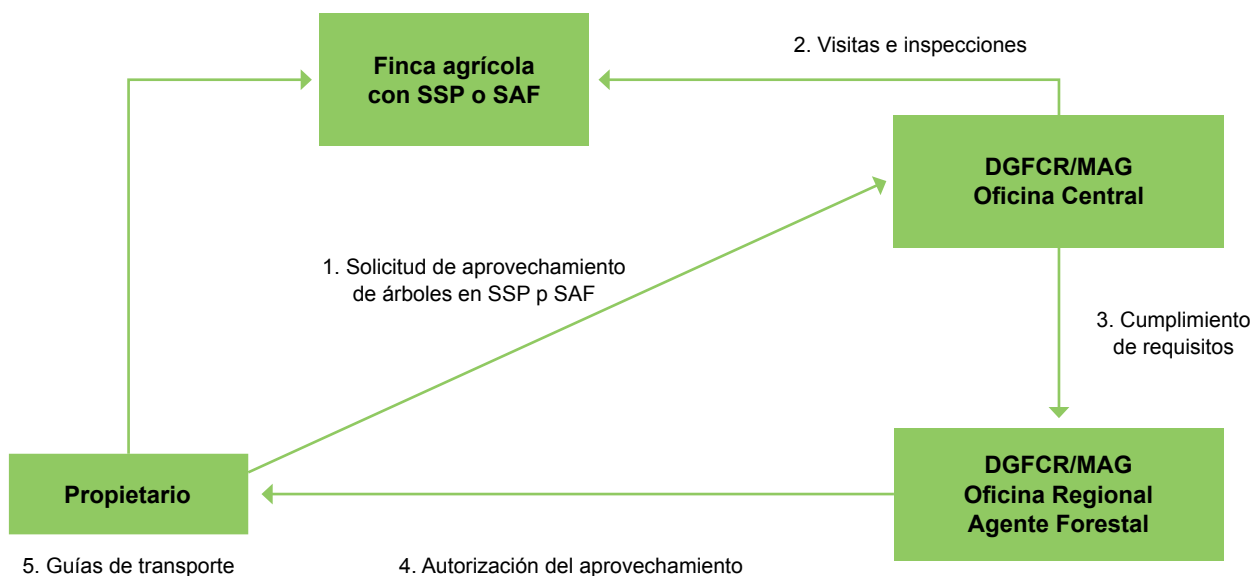 2. Visitas e inspecciones
Finca agrícola
con SSP o SAF
DGFCR/MAG
Oficina Central
1. Solicitud de aprovechamiento
de árboles en SSP p SAF
3. Cumplimiento
de requisitos
Propietario
DGFCR/MAG
Oficina Regional
Agente Forestal
5. Guías de transporte
4. Autorización del aprovechamiento